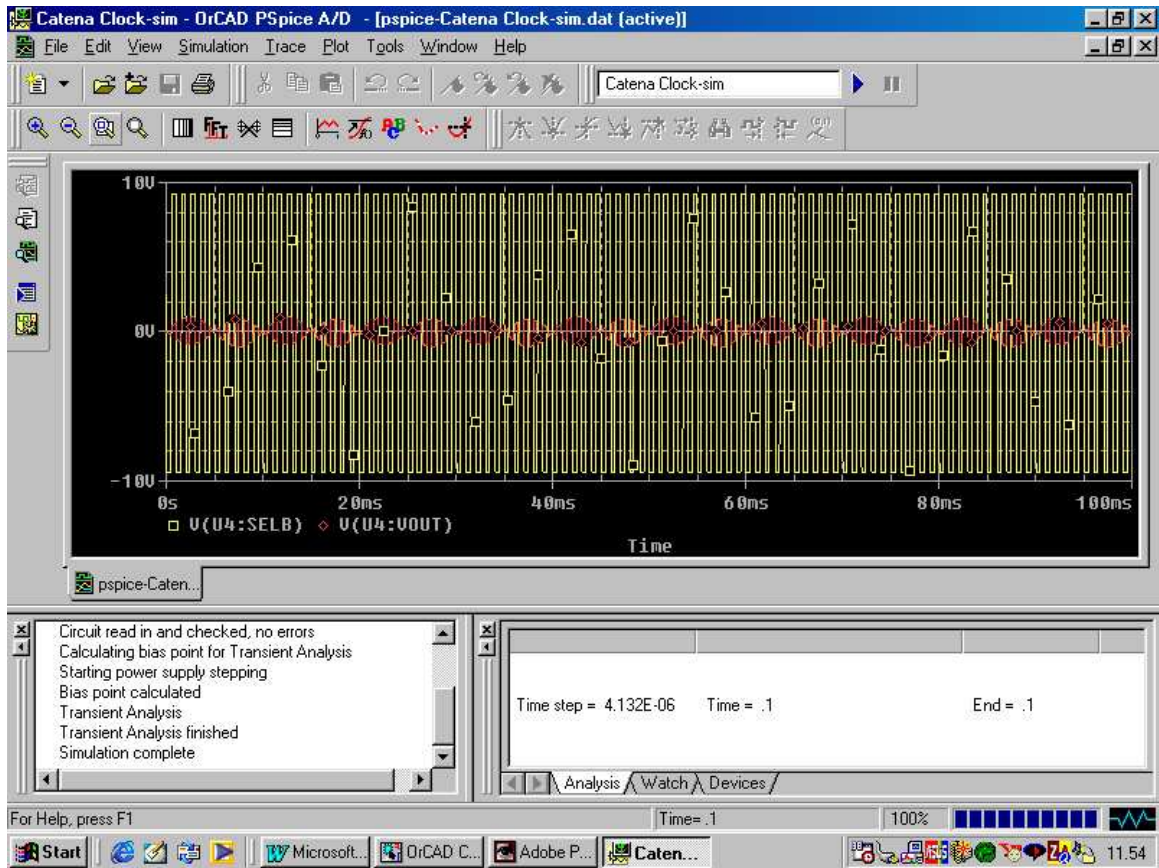 Catena Clock-sim - OrCAD PSpice A/D - [pspice-Catena Clock-sim.dat (active)]
File Edit View Simulation Trace Plot Tools Window Help
Catena Clock-sim
FFT
10V
0V
-10V
0s 20ms 40ms 60ms 80ms 100ms
V(U4:SELB) V(U4:VOUT)
Time
pspice-Caten...
Circuit read in and checked, no errors
Calculating bias point for Transient Analysis
Starting power supply stepping
Bias point calculated
Transient Analysis
Transient Analysis finished
Simulation complete
Time step = 4.132E-06 Time = .1 End = .1
Analysis Watch Devices
For Help, press F1 Time= .1 100%
Start Microsoft... OrCAD C... Adobe P... Caten... 11.54